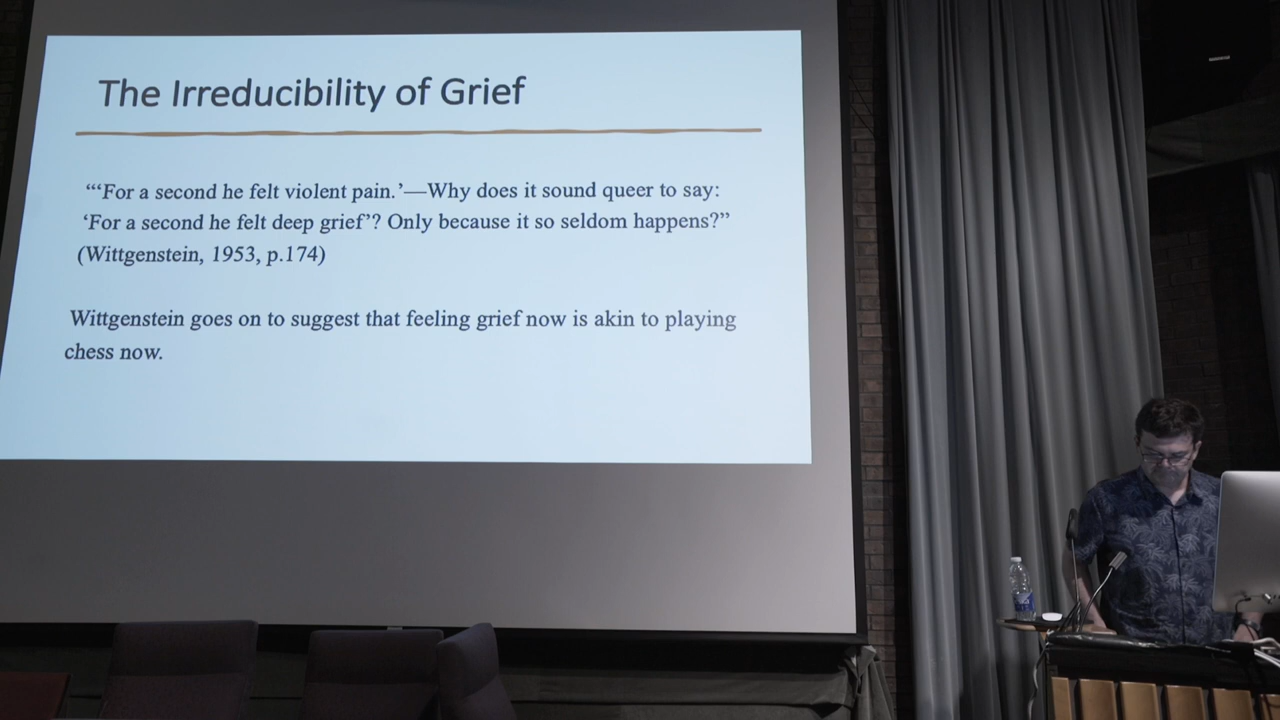 The Irreducibility of Grief
“‘For a second he felt violent pain.’—Why does it sound queer to say:
‘For a second he felt deep grief’? Only because it so seldom happens?”
(Wittgenstein, 1953, p.174)
Wittgenstein goes on to suggest that feeling grief now is akin to playing
chess now.